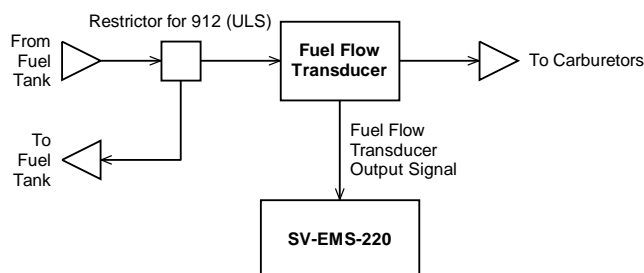 Restrictor for 912 (ULS)
From
Fuel
Tank
Fuel Flow
Transducer
To Carburetors
To
Fuel
Tank
Fuel Flow
Transducer
Output Signal
SV-EMS-220